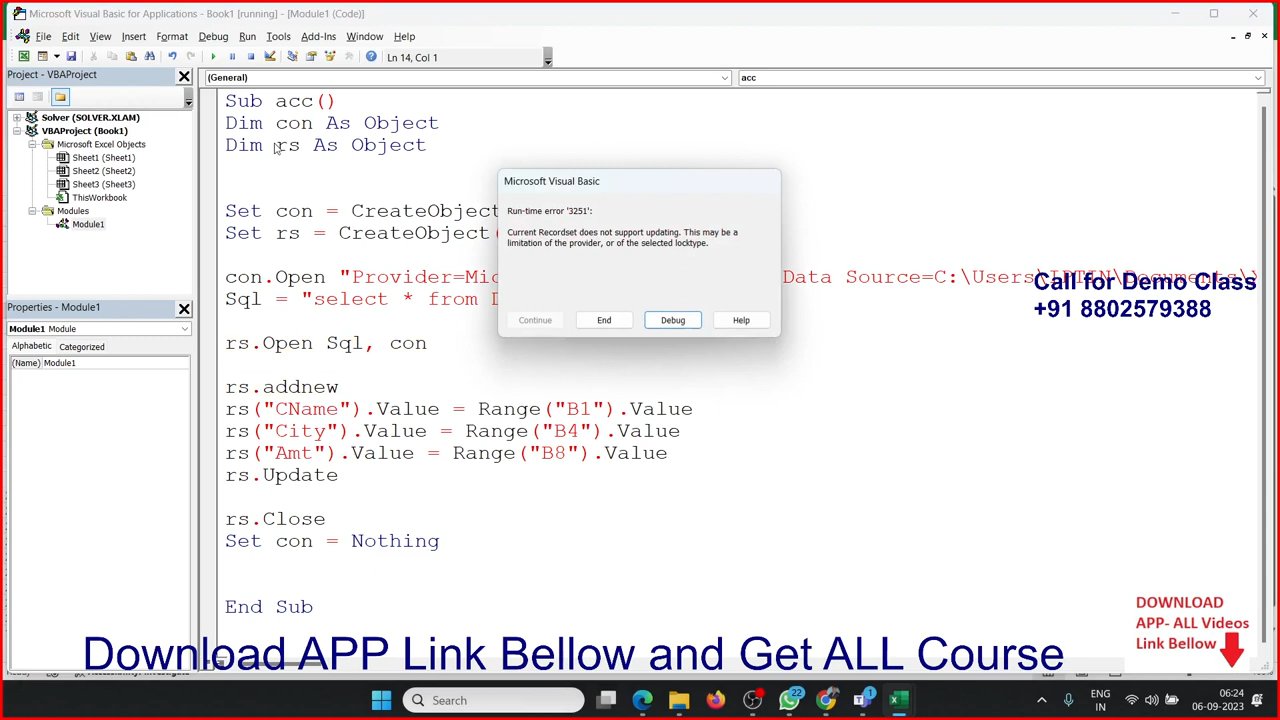 Microsoft Visual Basic for Applications - Book1 [running] - [Module1 (Code)]
File Edit View Insert Format Debug Run Tools Add-Ins Window Help
Ln 14, Col 1
Project - VBAProject
(General)
acc
Solver (SOLVER.XLAM)
VBAProject (Book1)
Microsoft Excel Objects
Sheet1 (Sheet1)
Sheet2 (Sheet2)
Sheet3 (Sheet3)
ThisWorkbook
Modules
Module1
Properties - Module1
Module1 Module
Alphabetic Categorized
(Name) Module1
Sub acc()
Dim con As Object
Dim rs As Object
Set con = CreateObject
Set rs = CreateObject(
con.Open "Provider=Mic
Data Source=C:\Users\IPTIN\Documents\
Sql = "select * from D
rs.Open Sql, con
rs.addnew
rs("CName").Value = Range("B1").Value
rs("City").Value = Range("B4").Value
rs("Amt").Value = Range("B8").Value
rs.Update
rs.Close
Set con = Nothing
End Sub
Microsoft Visual Basic
Run-time error '3251':
Current Recordset does not support updating. This may be a
limitation of the provider, or of the selected locktype.
Continue End Debug Help
Call for Demo Class
+91 8802579388
DOWNLOAD
APP- ALL Videos
Link Bellow
Download APP Link Bellow and Get ALL Course
Search
22
1
ENG
IN
06:24
06-09-2023